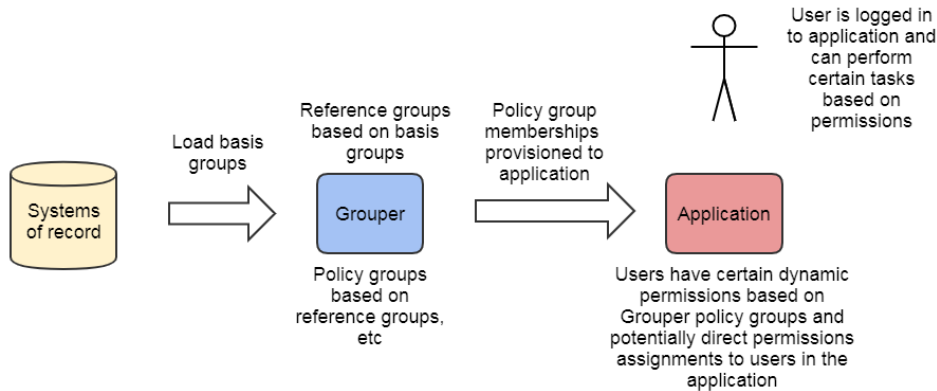 User is logged in
to application and
can perform
certain tasks
based on
permissions
Load basis
groups
Reference groups
based on basis
groups
Policy group
memberships
provisioned to
application
Systems
of record
Grouper
Application
Policy groups
based on
reference groups,
etc
Users have certain dynamic
permissions based on
Grouper policy groups and
potentially direct permissions
assignments to users in the
application